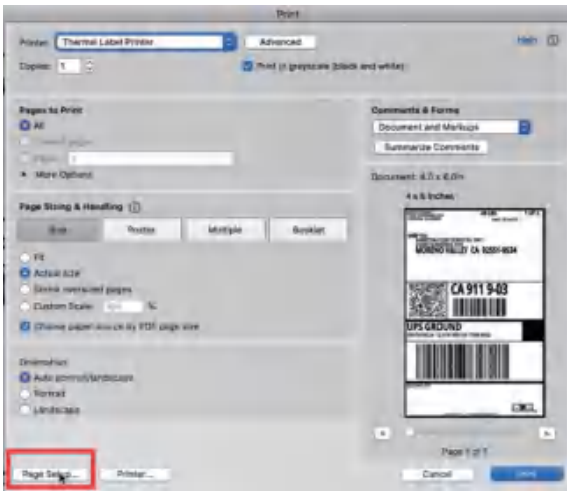 Print
Printer: Thermal Label Printer Advanced Help
Copies: 1 Print in grayscale (black and white)
Pages to Print
All
More Options
Comments & Forms
Document and Markups
Summarize Comments
Document: 4.0 x 6.0in
4 x 6 Inches
Page Sizing & Handling
Size Poster Multiple Booklet
Fit
Actual size
Shrink oversized pages
Custom Scale: %
Choose paper source by PDF page size
Orientation:
Auto portrait/landscape
Portrait
Landscape
MORENO VALLEY CA
CA 911 9-03
UPS GROUND
Page 1 of 1
Page Setup... Printer... Cancel Print